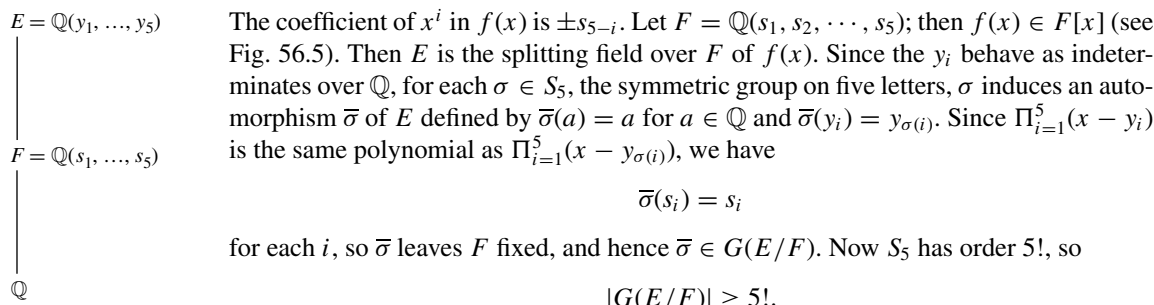 E = ℚ(y₁, ..., y₅)
F = ℚ(s₁, ..., s₅)
ℚ
The coefficient of xⁱ in f(x) is ±s₅₋ᵢ. Let F = ℚ(s₁, s₂, ⋯, s₅); then f(x) ∈ F[x] (see
Fig. 56.5). Then E is the splitting field over F of f(x). Since the yᵢ behave as indeter-
minates over ℚ, for each σ ∈ S₅, the symmetric group on five letters, σ induces an auto-
morphism σ̅ of E defined by σ̅(a) = a for a ∈ ℚ and σ̅(yᵢ) = y_{σ(i)}. Since Π⁵ᵢ₌₁(x − yᵢ)
is the same polynomial as Π⁵ᵢ₌₁(x − y_{σ(i)}), we have
σ̅(sᵢ) = sᵢ
for each i, so σ̅ leaves F fixed, and hence σ̅ ∈ G(E/F). Now S₅ has order 5!, so
|G(E/F)| ≥ 5!.